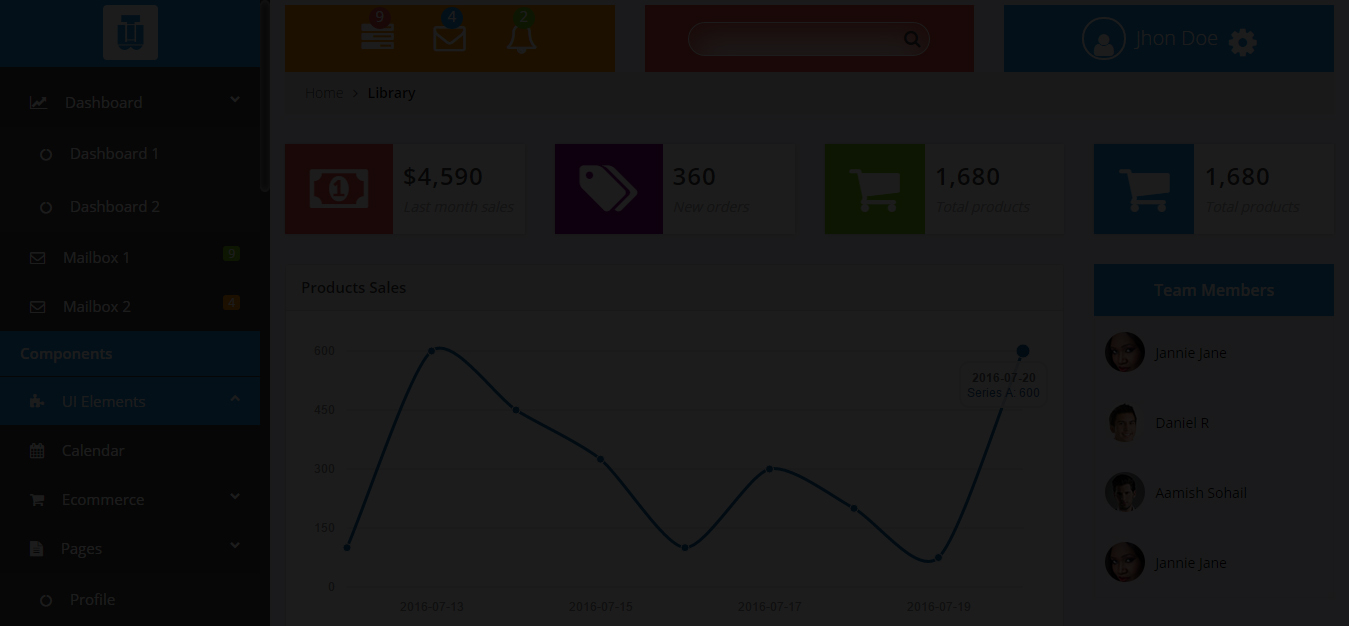 9 4 2
Jhon Doe
Home > Library
Dashboard
Dashboard 1
Dashboard 2
Mailbox 1 9
Mailbox 2 4
Components
UI Elements
Calendar
Ecommerce
Pages
Profile
1
$4,590
Last month sales
360
New orders
1,680
Total products
1,680
Total products
Products Sales
600
450
300
150
0
2016-07-13 2016-07-15 2016-07-17 2016-07-19
2016-07-20
Series A: 600
Team Members
Jannie Jane
Daniel R
Aamish Sohail
Jannie Jane